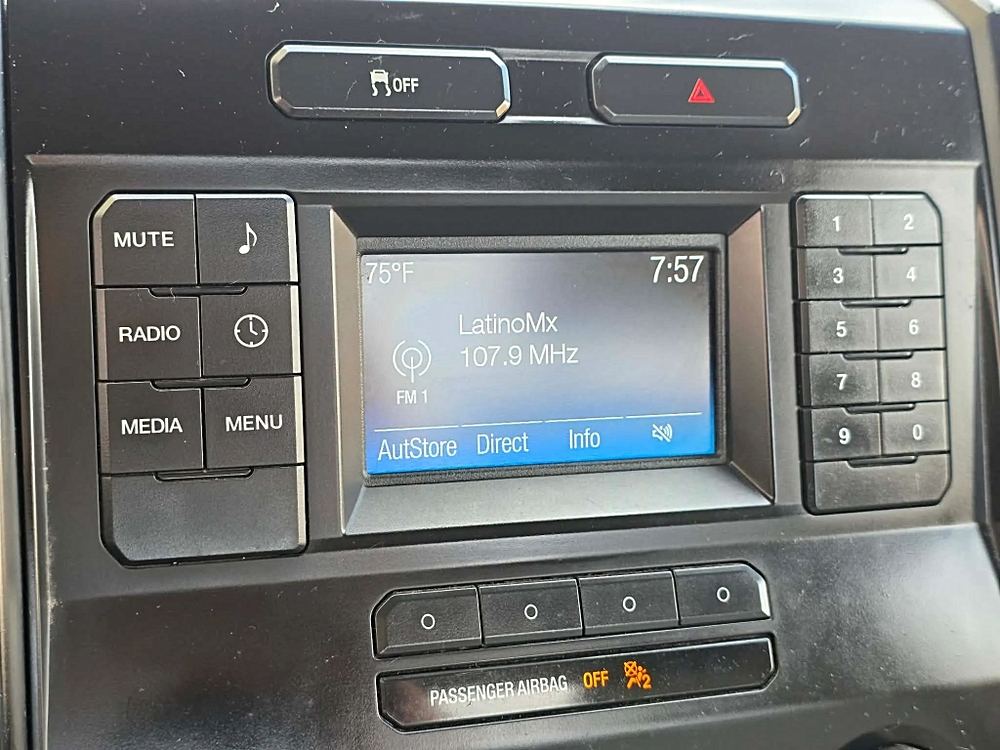 OFF
MUTE
RADIO
MEDIA MENU
75°F 7:57
LatinoMx
107.9 MHz
FM 1
AutStore Direct Info
1 2
3 4
5 6
7 8
9 0
PASSENGER AIRBAG OFF 2